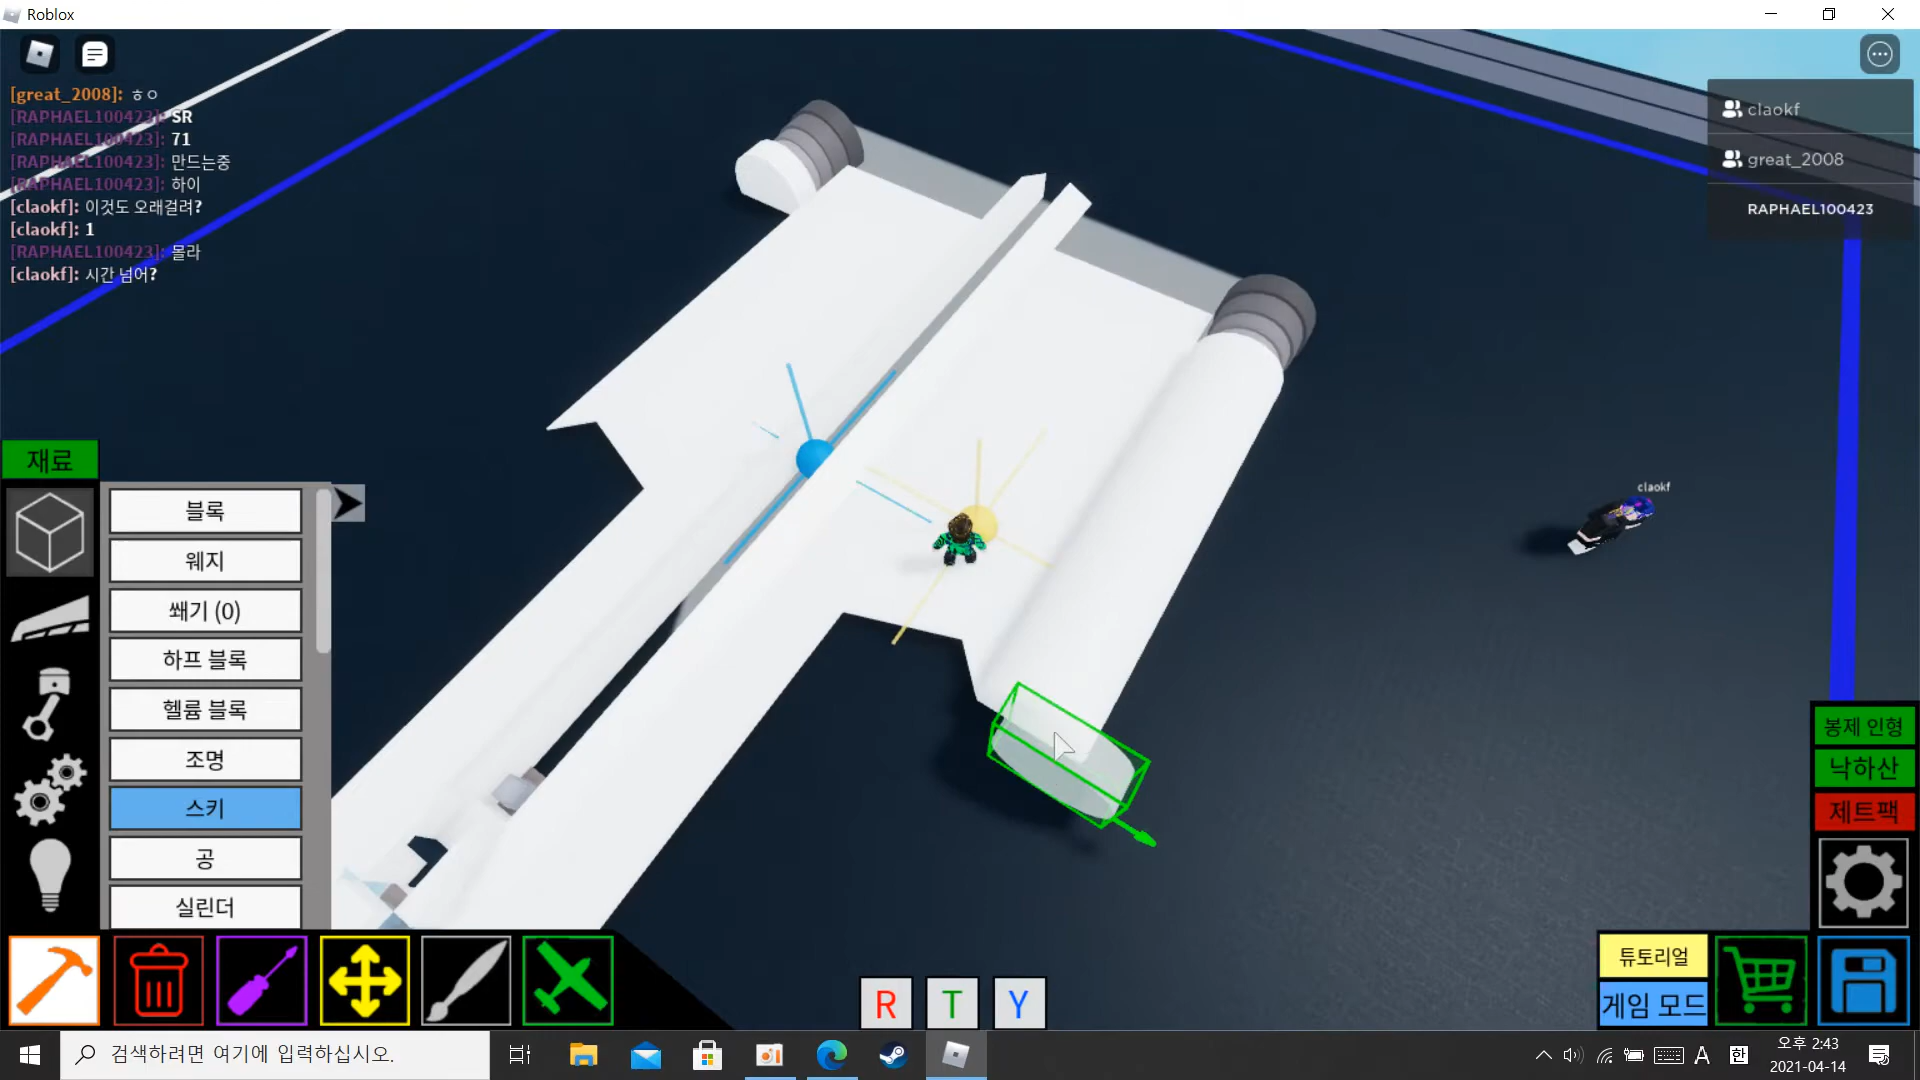 Roblox
[great_2008]: ㅎㅇ
[RAPHAEL100423]: SR
[RAPHAEL100423]: 71
[RAPHAEL100423]: 만드는중
[RAPHAEL100423]: 하이
[claokf]: 이것도 오래걸려?
[claokf]: 1
[RAPHAEL100423]: 몰라
[claokf]: 시간 넘어?
claokf
great_2008
RAPHAEL100423
claokf
재료
블록
웨지
쐐기 (0)
하프 블록
헬륨 블록
조명
스키
공
실린더
봉제 인형
낙하산
제트팩
튜토리얼
게임 모드
R T Y
검색하려면 여기에 입력하십시오.
A 한
오후 2:43
2021-04-14